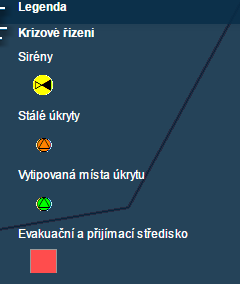 Legenda
Krizové řízení
Sirény
Stálé úkryty
Vytipovaná místa úkrytu
Evakuační a přijímací středisko